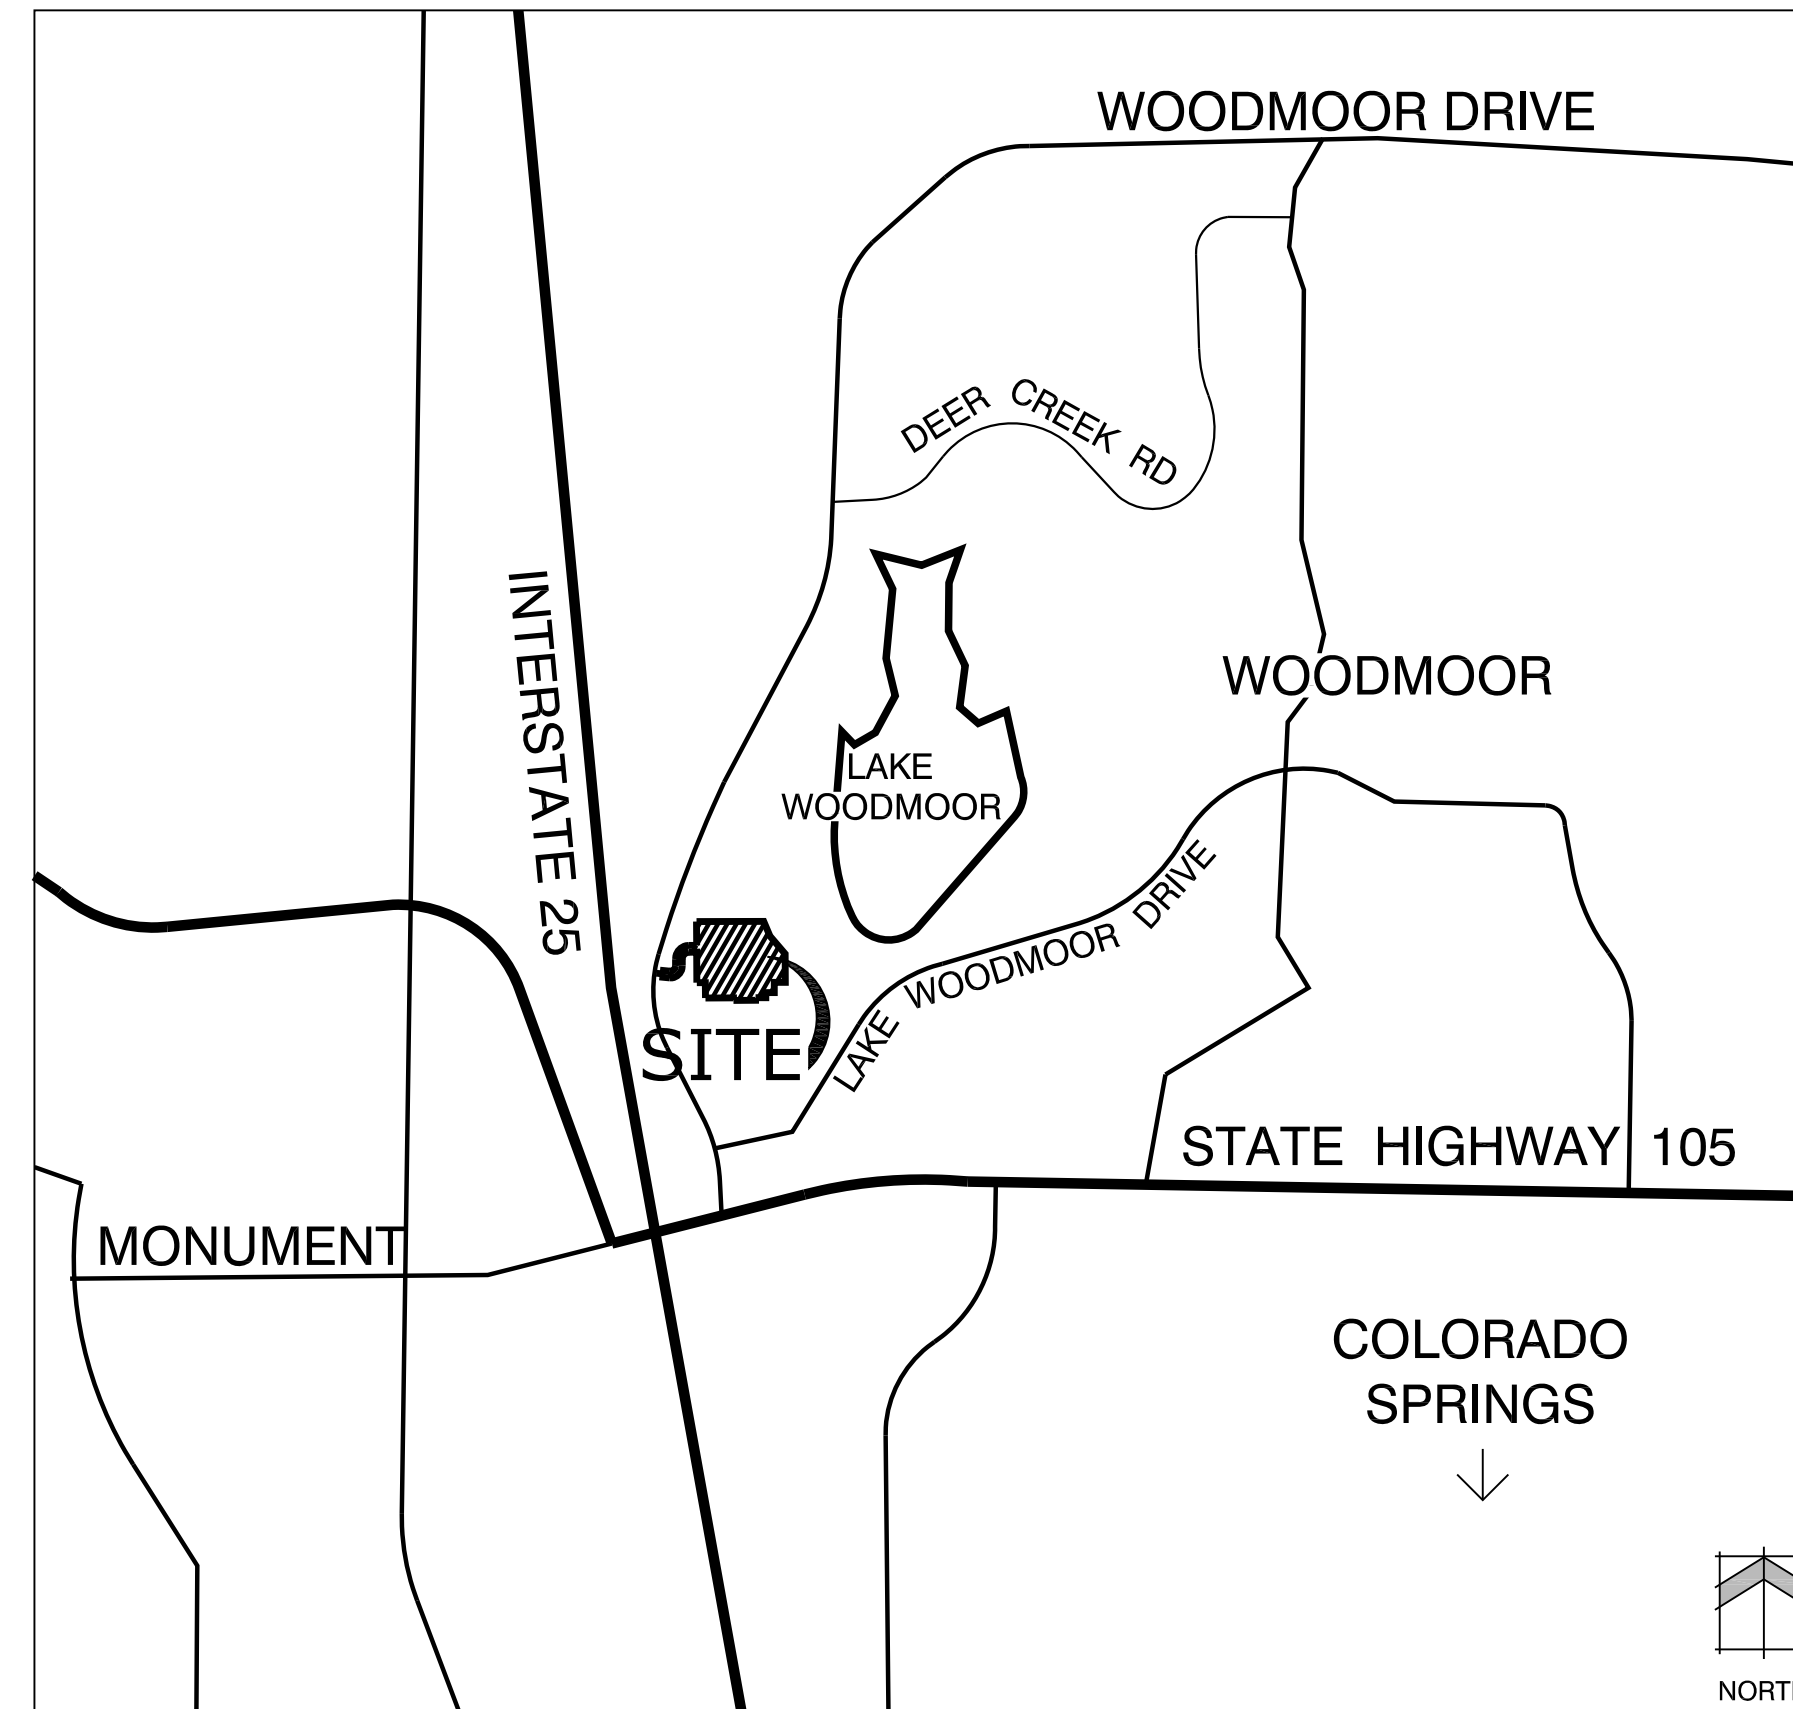 WOODMOOR DRIVE
DEER CREEK RD
INTERSTATE 25
WOODMOOR
LAKE
WOODMOOR
LAKE WOODMOOR DRIVE
SITE
STATE HIGHWAY 105
MONUMENT
COLORADO
SPRINGS